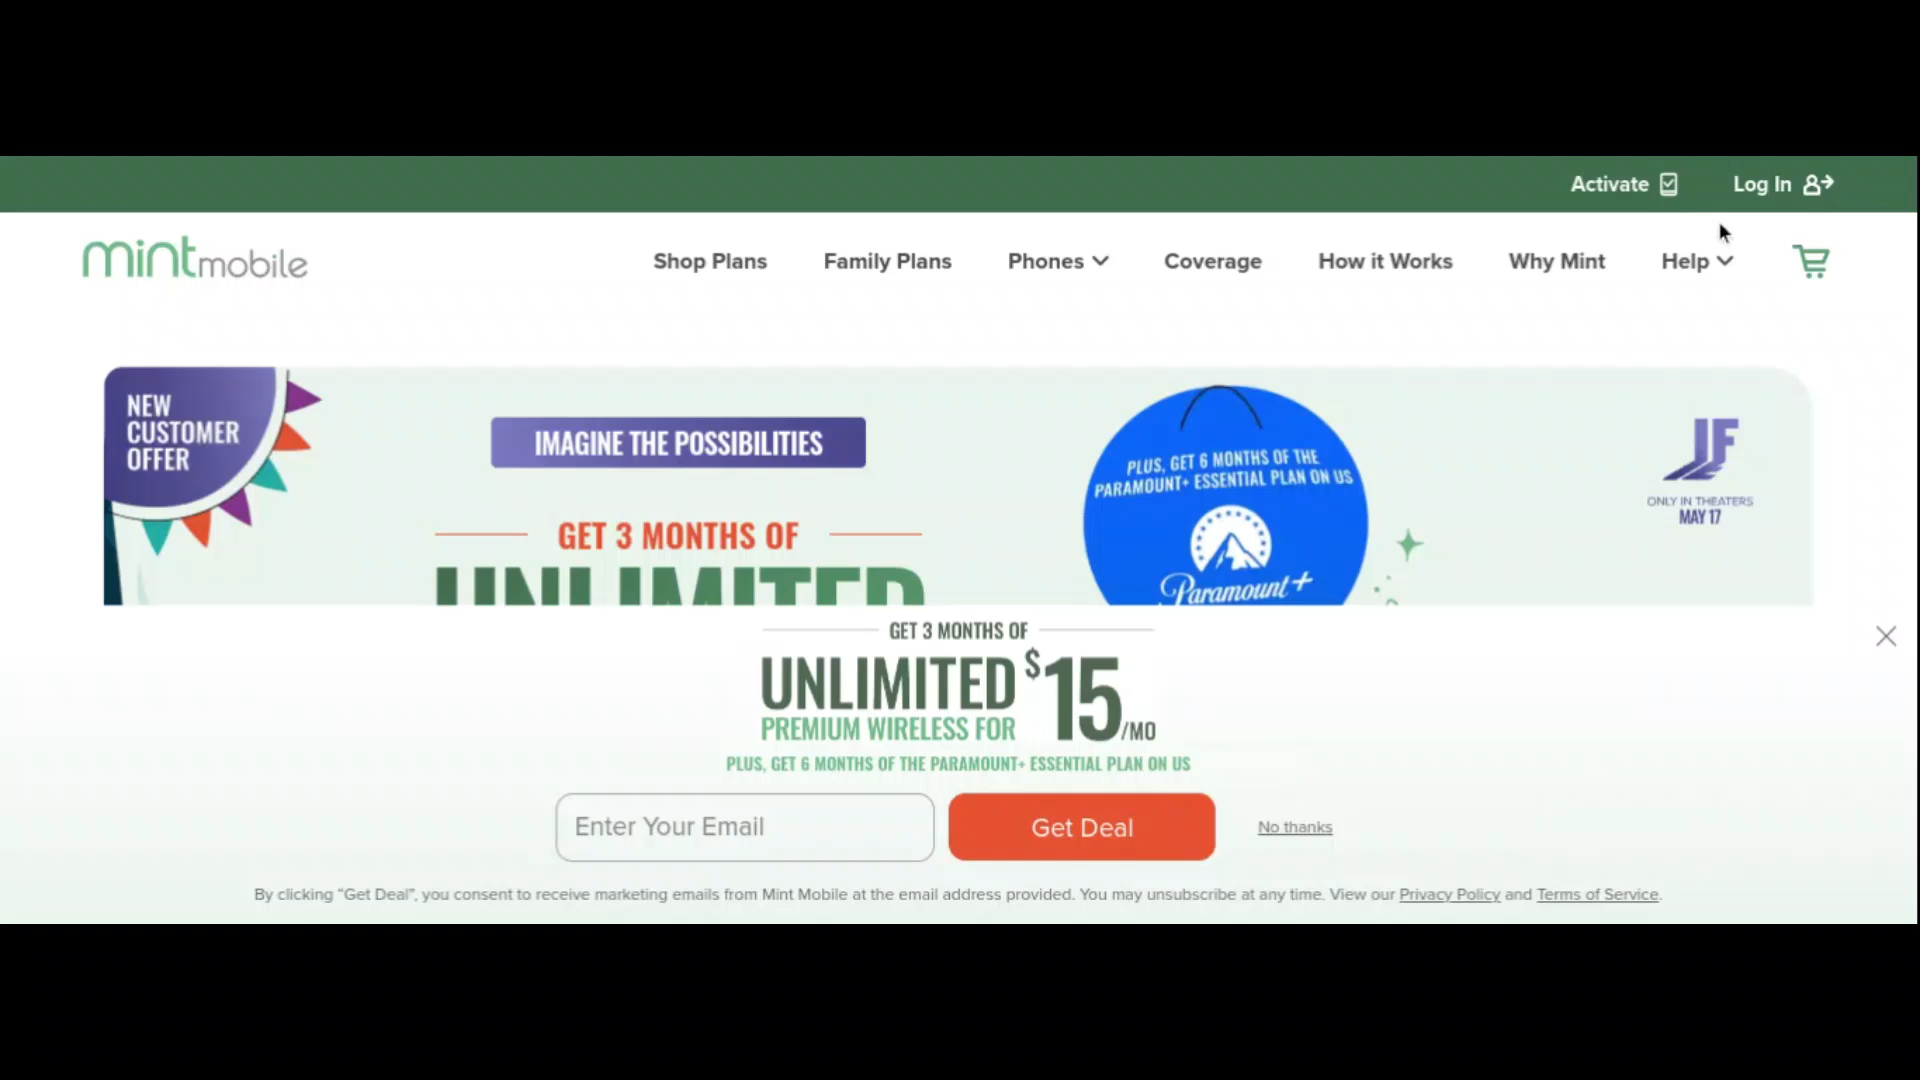 Activate
Log In
mintmobile
Shop Plans
Family Plans
Phones
Coverage
How it Works
Why Mint
Help
NEW
CUSTOMER
OFFER
IMAGINE THE POSSIBILITIES
GET 3 MONTHS OF
UNLIMITED
PLUS, GET 6 MONTHS OF THE
PARAMOUNT+ ESSENTIAL PLAN ON US
Paramount+
IF
ONLY IN THEATERS
MAY 17
GET 3 MONTHS OF
UNLIMITED $15
PREMIUM WIRELESS FOR /MO
PLUS, GET 6 MONTHS OF THE PARAMOUNT+ ESSENTIAL PLAN ON US
Enter Your Email
Get Deal
No thanks
By clicking “Get Deal”, you consent to receive marketing emails from Mint Mobile at the email address provided. You may unsubscribe at any time. View our Privacy Policy and Terms of Service.